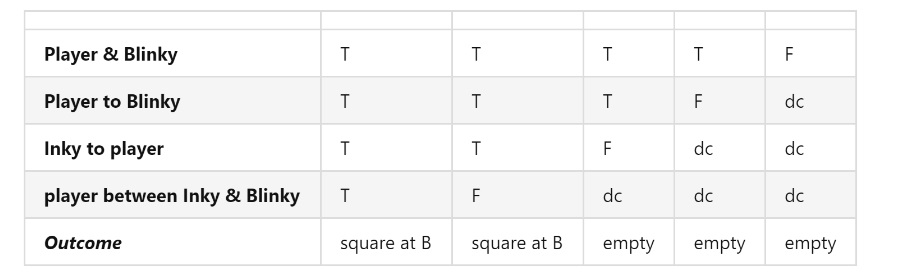 Player & Blinky T T T T F
Player to Blinky T T T F dc
Inky to player T T F dc dc
player between Inky & Blinky T F dc dc dc
Outcome square at B square at B empty empty empty